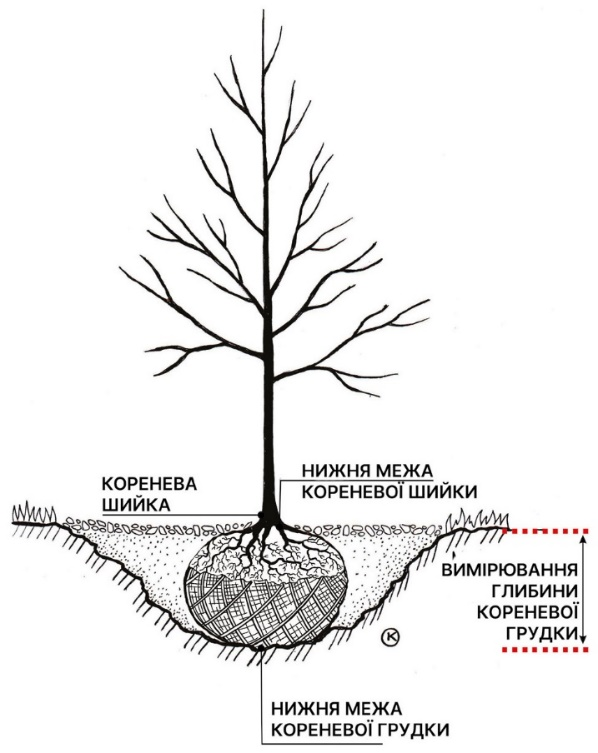 КОРЕНЕВА
ШИЙКА
НИЖНЯ МЕЖА
КОРЕНЕВОЇ ШИЙКИ
ВИМІРЮВАННЯ
ГЛИБИНИ
КОРЕНЕВОЇ
ГРУДКИ
К
НИЖНЯ МЕЖА
КОРЕНЕВОЇ ГРУДКИ